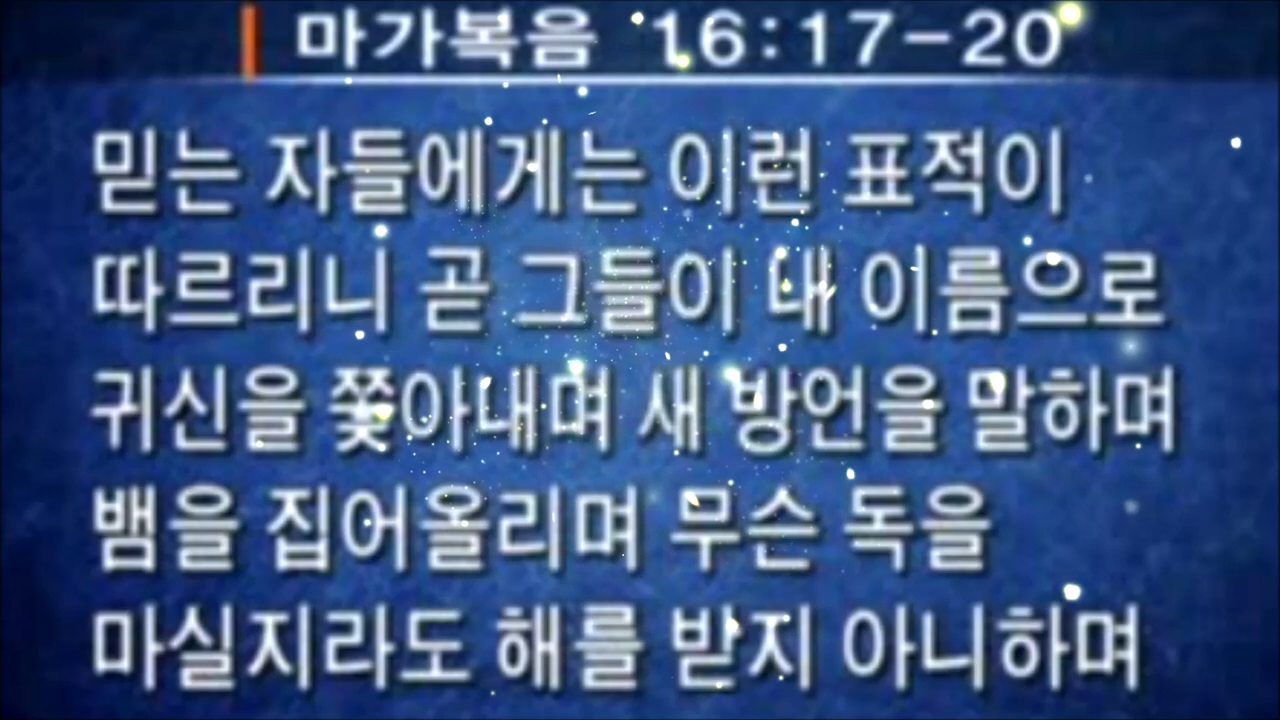 마가복음 16:17-20
믿는 자들에게는 이런 표적이
따르리니 곧 그들이 내 이름으로
귀신을 쫓아내며 새 방언을 말하며
뱀을 집어올리며 무슨 독을
마실지라도 해를 받지 아니하며